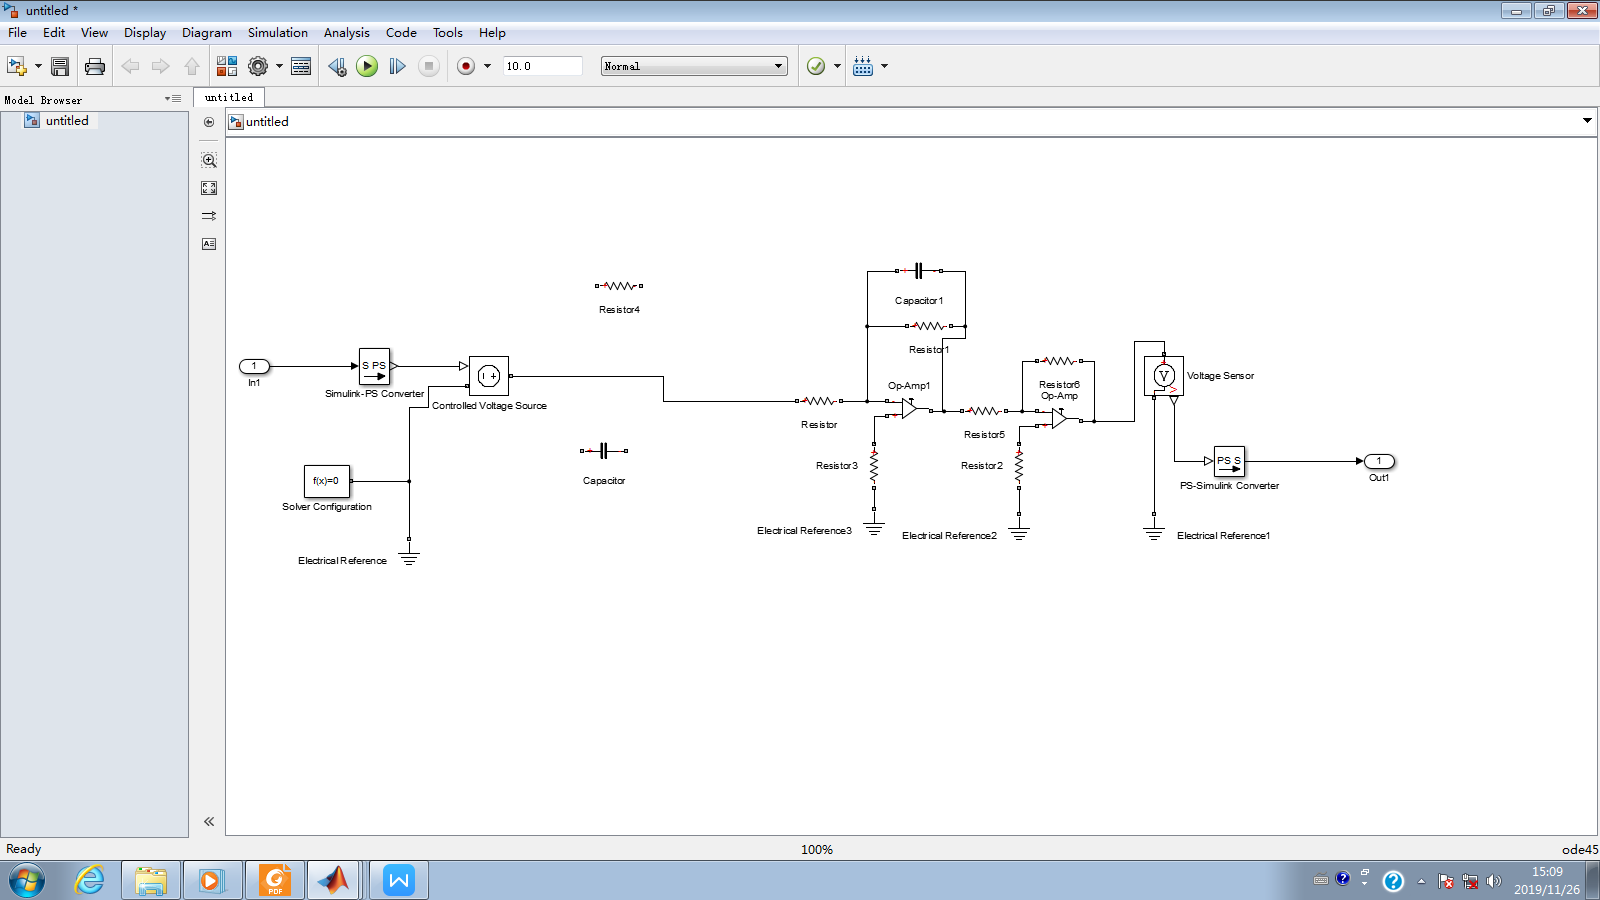 untitled *
File Edit View Display Diagram Simulation Analysis Code Tools Help
10.0
Normal
Model Browser
untitled
untitled
untitled
Capacitor1
Resistor4
Resistor1
1
In1
S PS
Simulink-PS Converter
Controlled Voltage Source
Op-Amp1
Resistor6
Op-Amp
V
Voltage Sensor
Resistor
Resistor5
Resistor3
Resistor2
PS S
PS-Simulink Converter
1
Out1
Capacitor
f(x)=0
Solver Configuration
Electrical Reference3
Electrical Reference2
Electrical Reference1
Electrical Reference
Ready
100%
ode45
PDF
W
15:09
2019/11/26